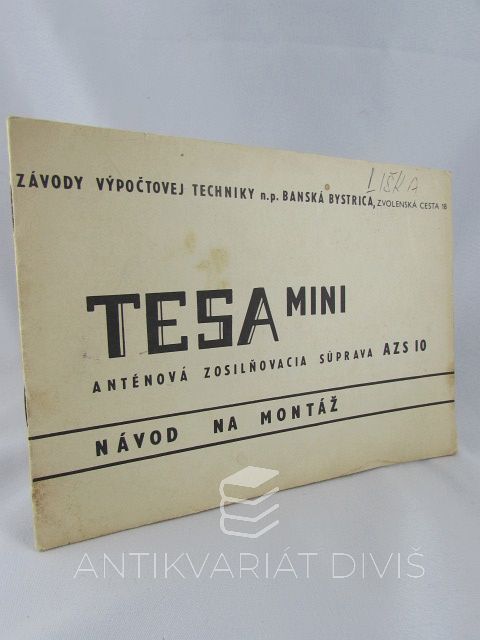 LIŠKA
ZÁVODY VÝPOČTOVEJ TECHNIKY n.p. BANSKÁ BYSTRICA, ZVOLENSKÁ CESTA 18
TESA MINI
ANTÉNOVÁ ZOSILŇOVACIA SÚPRAVA AZS 10
NÁVOD NA MONTÁŽ
ANTIKVARIÁT DIVIŠ